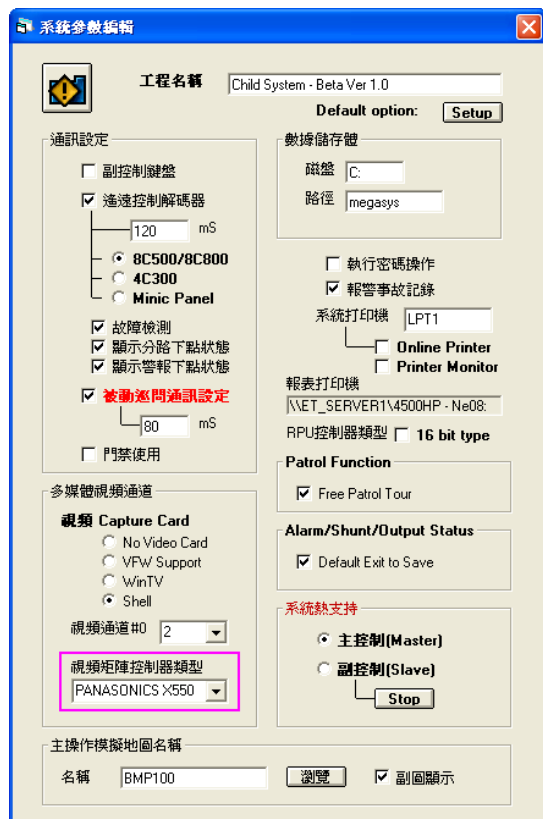 系統參數編輯
工程名稱 Child System - Beta Ver 1.0
Default option: Setup
通訊設定
副控制鍵盤
遙遠控制解碼器
120 mS
8C500/8C800
4C300
Minic Panel
故障檢測
顯示分路下點狀態
顯示警報下點狀態
被動巡問通訊設定
80 mS
門禁使用
數據儲存體
磁盤 C:
路徑 megasys
執行密碼操作
報警事故記錄
系統打印機 LPT1
Online Printer
Printer Monitor
報表打印機
\\ET_SERVER1\4500HP - Ne08:
RPU控制器類型 16 bit type
Patrol Function
Free Patrol Tour
多媒體視頻通道
視頻 Capture Card
No Video Card
VFW Support
WinTV
Shell
視頻通道#0 2
視頻矩陣控制器類型
PANASONICS X550
Alarm/Shunt/Output Status
Default Exit to Save
系統熱支持
主控制(Master)
副控制(Slave)
Stop
主操作模擬地圖名稱
名稱 BMP100 瀏覽 副圖顯示